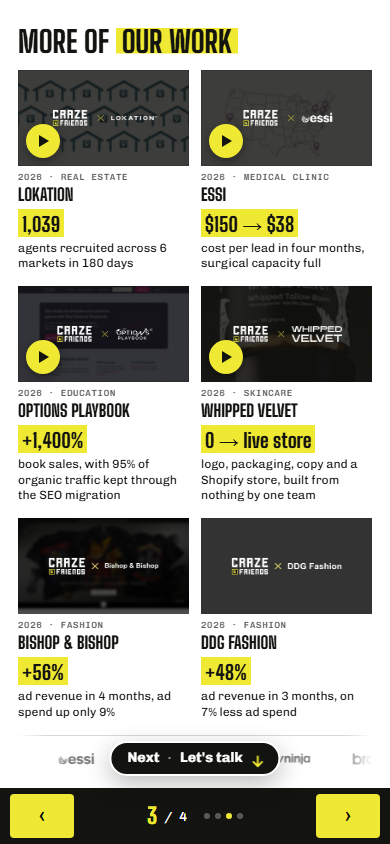 MORE OF OUR WORK
CRAZE & FRIENDS × LOKATION
CRAZE & FRIENDS × essi
2026 · REAL ESTATE
LOKATION
1,039
agents recruited across 6
markets in 180 days
2026 · MEDICAL CLINIC
ESSI
$150 → $38
cost per lead in four months,
surgical capacity full
CRAZE & FRIENDS × OPTIONS PLAYBOOK
CRAZE & FRIENDS × WHIPPED VELVET
2026 · EDUCATION
OPTIONS PLAYBOOK
+1,400%
book sales, with 95% of
organic traffic kept through
the SEO migration
2026 · SKINCARE
WHIPPED VELVET
0 → live store
logo, packaging, copy and a
Shopify store, built from
nothing by one team
CRAZE & FRIENDS × Bishop & Bishop
CRAZE & FRIENDS × DDG Fashion
2026 · FASHION
BISHOP & BISHOP
+56%
ad revenue in 4 months, ad
spend up only 9%
2026 · FASHION
DDG FASHION
+48%
ad revenue in 3 months, on
7% less ad spend
essi
Next · Let's talk ↓
‹ 3 / 4 ›